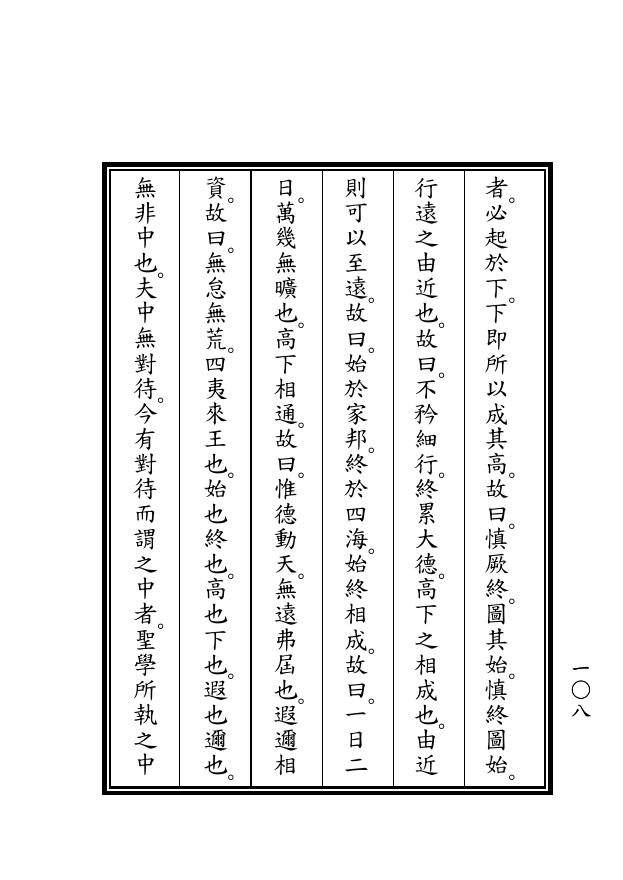 者。必起於下。下即所以成其高。故曰。慎厥終。圖其始。慎終圖始。
行遠之由近也。故曰。不矜細行。終累大德。高下之相成也。由近
則可以至遠。故曰。始於家邦。終於四海。始終相成。故曰。一日二
日。萬幾無曠也。高下相通。故曰。惟德動天。無遠弗屆也。遐邇相
資。故曰。無怠無荒。四夷來王也。始也終也。高也下也。遐也邇也。
無非中也。夫中無對待。今有對待而謂之中者。聖學所執之中
一〇八